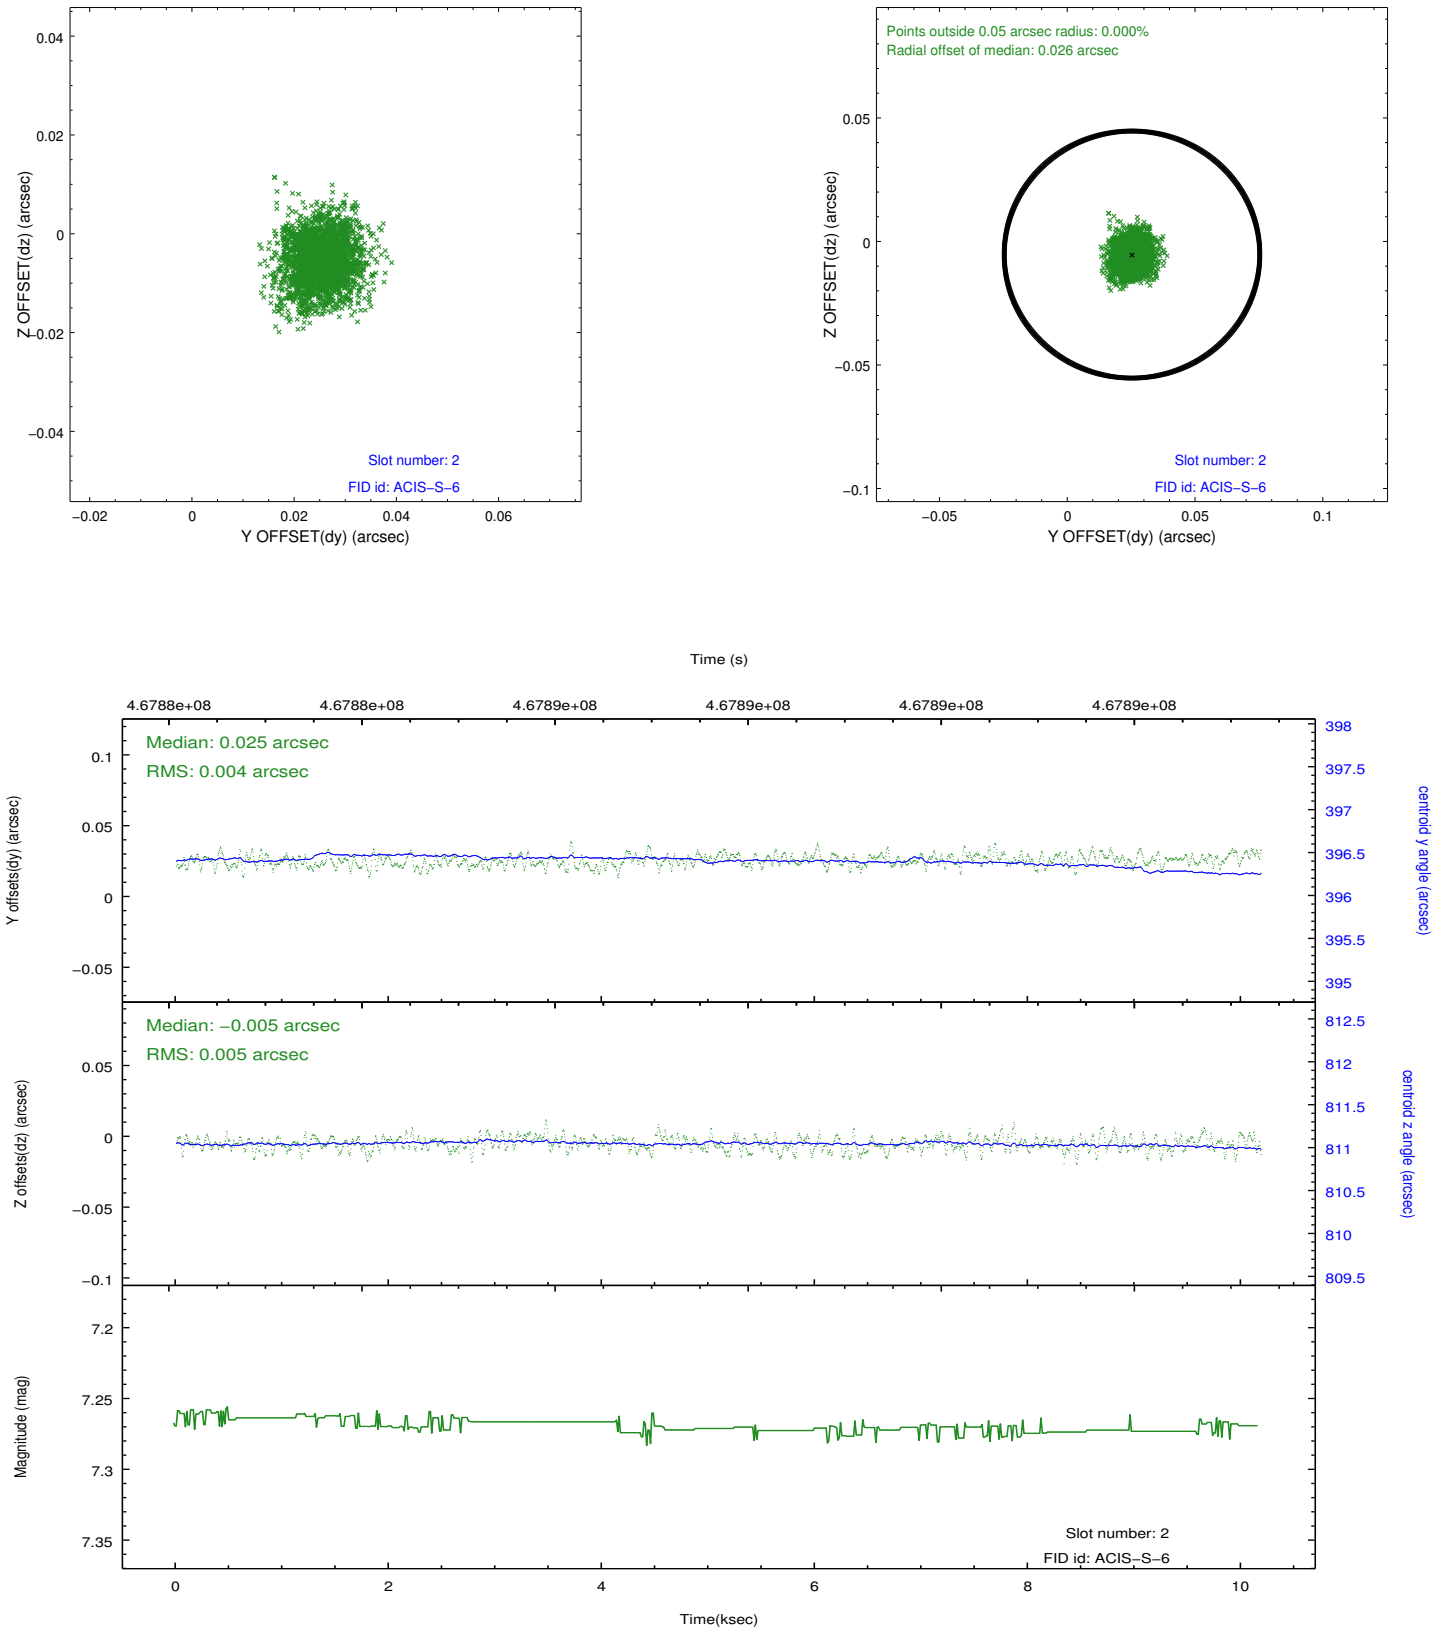 0.04
0.02
0
−0.02
−0.04
Z OFFSET(dz) (arcsec)
Slot number: 2
FID id: ACIS−S−6
−0.02 0 0.02 0.04 0.06
Y OFFSET(dy) (arcsec)
Points outside 0.05 arcsec radius: 0.000%
Radial offset of median: 0.026 arcsec
0.05
0
−0.05
−0.1
Z OFFSET(dz) (arcsec)
Slot number: 2
FID id: ACIS−S−6
−0.05 0 0.05 0.1
Y OFFSET(dy) (arcsec)
Time (s)
4.6788e+08 4.6788e+08 4.6789e+08 4.6789e+08 4.6789e+08 4.6789e+08
Median: 0.025 arcsec
RMS: 0.004 arcsec
0.1
0.05
0
−0.05
Y offsets(dy) (arcsec)
398
397.5
397
396.5
396
395.5
395
centroid y angle (arcsec)
Median: −0.005 arcsec
RMS: 0.005 arcsec
0.05
0
−0.05
−0.1
Z offsets(dz) (arcsec)
812.5
812
811.5
811
810.5
810
809.5
centroid z angle (arcsec)
7.2
7.25
7.3
7.35
Magnitude (mag)
Slot number: 2
FID id: ACIS−S−6
0 2 4 6 8 10
Time(ksec)